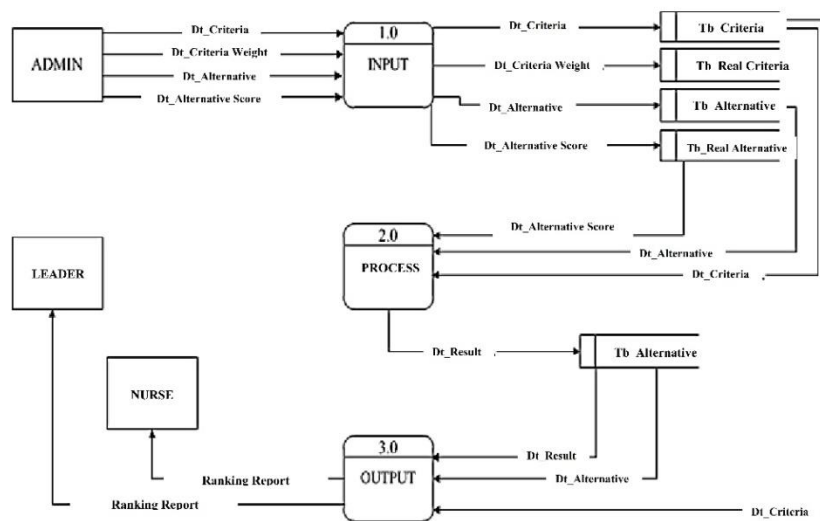 Dt_Criteria
Dt_Criteria Weight
Dt_Alternative
Dt_Alternative Score
ADMIN
1.0
INPUT
Dt_Criteria
Dt_Criteria Weight
Dt_Alternative
Dt_Alternative Score
Tb Criteria
Tb Real Criteria
Tb Alternative
Tb_Real Alternative
2.0
PROCESS
Dt_Alternative Score
Dt_Alternative
Dt_Criteria
LEADER
Dt_Result
Tb Alternative
NURSE
3.0
OUTPUT
Dt_Result
Dt_Alternative
Dt_Criteria
Ranking Report
Ranking Report